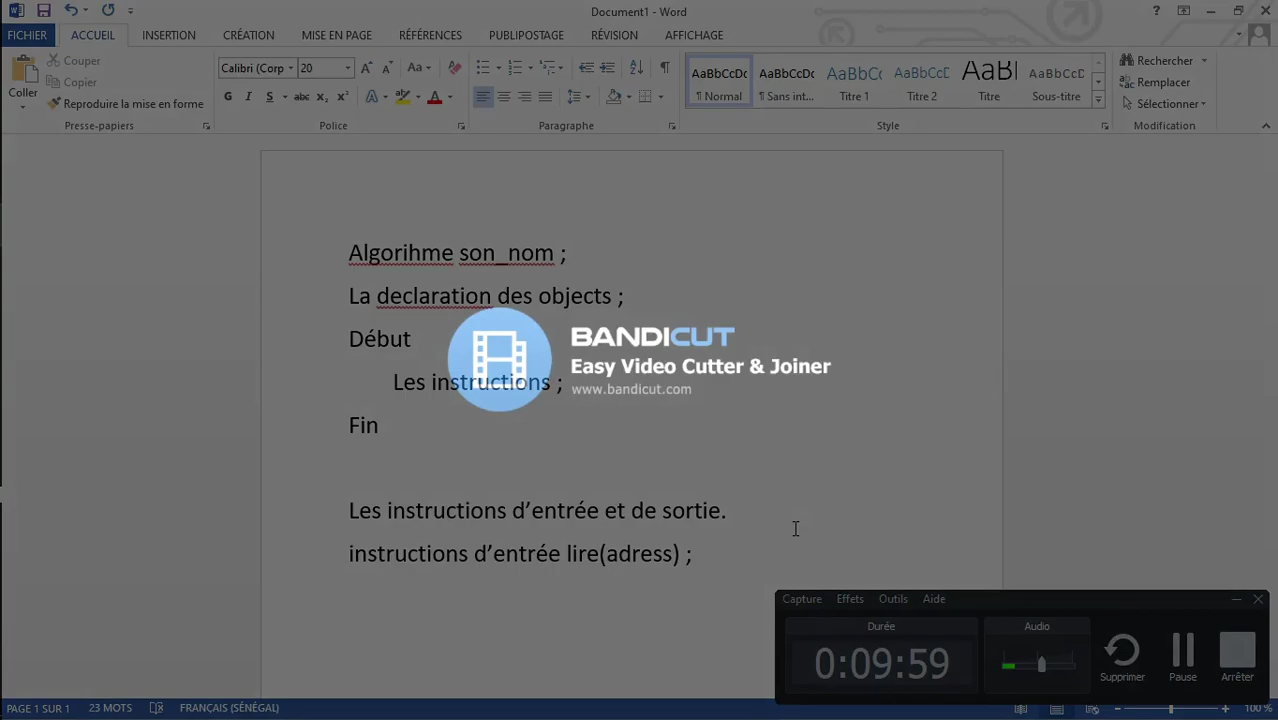 Document1 - Word
FICHIER ACCUEIL INSERTION CRÉATION MISE EN PAGE RÉFÉRENCES PUBLIPOSTAGE RÉVISION AFFICHAGE
Coller
Couper
Copier
Reproduire la mise en forme
Presse-papiers
Calibri (Corp 20
Aa
G I S abc x₂ x²
Police
Paragraphe
AaBbCcDc AaBbCcDc AaBbCc AaBbCcD AaBl AaBbCcD
¶ Normal ¶ Sans int... Titre 1 Titre 2 Titre Sous-titre
Style
Rechercher
Remplacer
Sélectionner
Modification
Algorihme son_nom ;
La declaration des objects ;
Début
Les instructions ;
Fin
BANDICUT
Easy Video Cutter & Joiner
www.bandicut.com
Les instructions d’entrée et de sortie.
instructions d’entrée lire(adress) ;
Capture Effets Outils Aide
Durée
0:09:59
Audio
Supprimer Pause Arrêter
PAGE 1 SUR 1 23 MOTS FRANÇAIS (SÉNÉGAL) 100 %